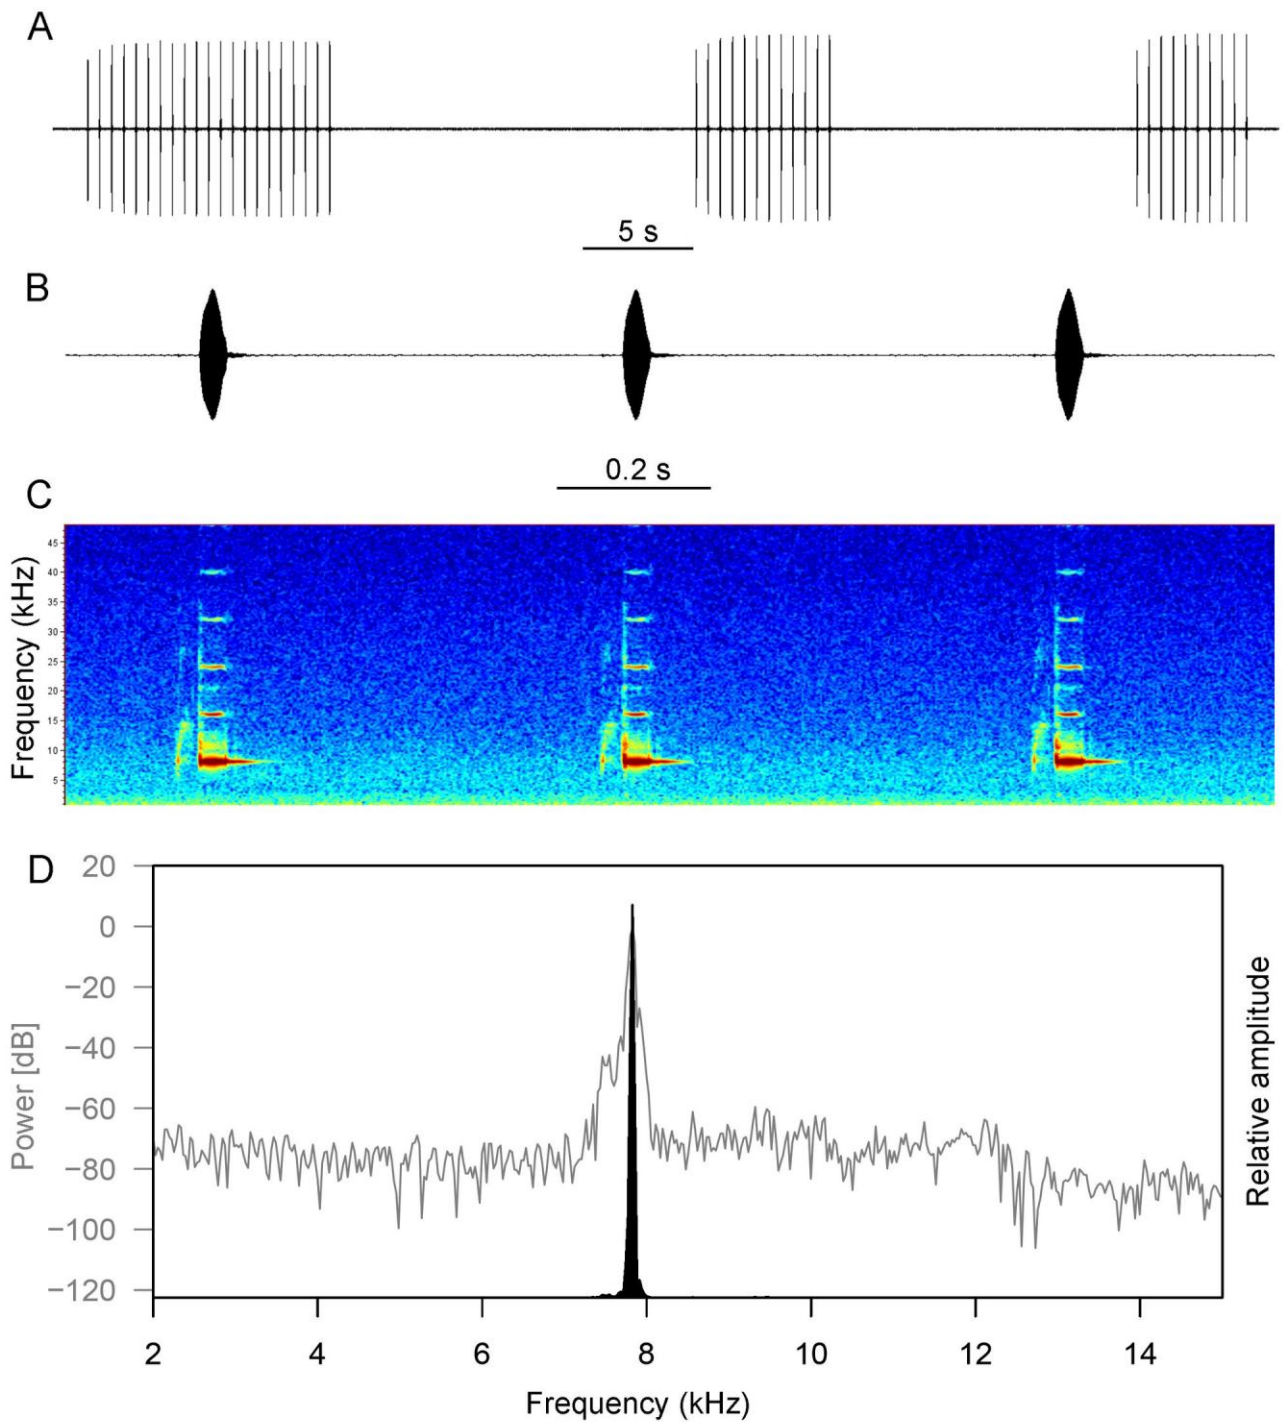 A
5 s
B
0.2 s
C
Frequency (kHz)
45
40
35
30
25
20
15
10
5
D
20
0
−20
−40
−60
−80
−100
−120
Power [dB]
Relative amplitude
2 4 6 8 10 12 14
Frequency (kHz)